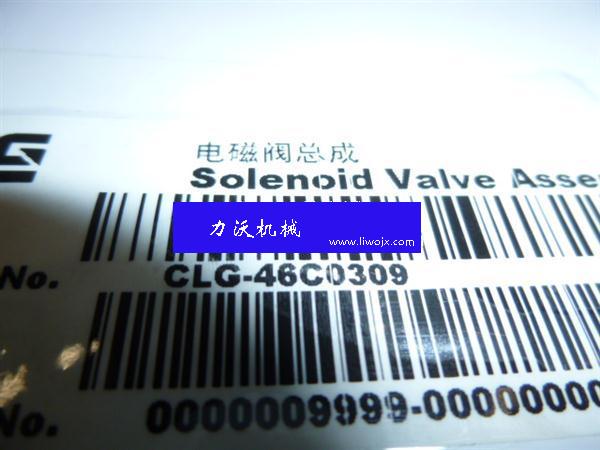 电磁阀总成
Solenoid Valve
力沃机械
www.liwojx.com
No. CLG-46C0309
No. 0000009999-00000000